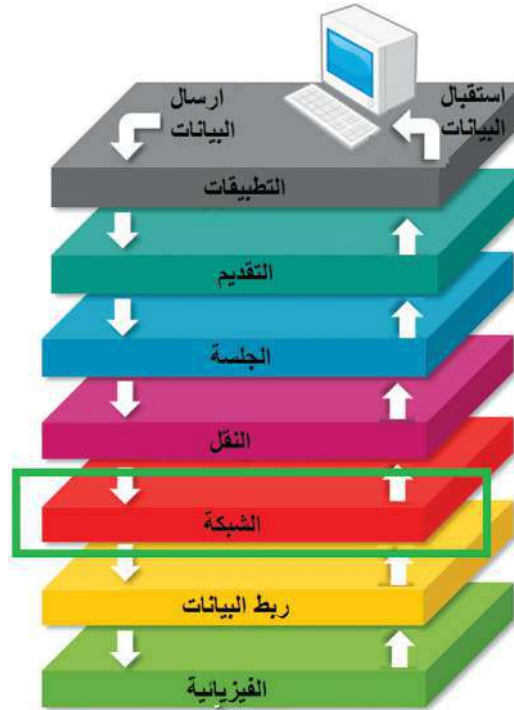 استقبال
البيانات
ارسال
البيانات
التطبيقات
التقديم
الجلسة
النقل
الشبكة
ربط البيانات
الفيزيائية